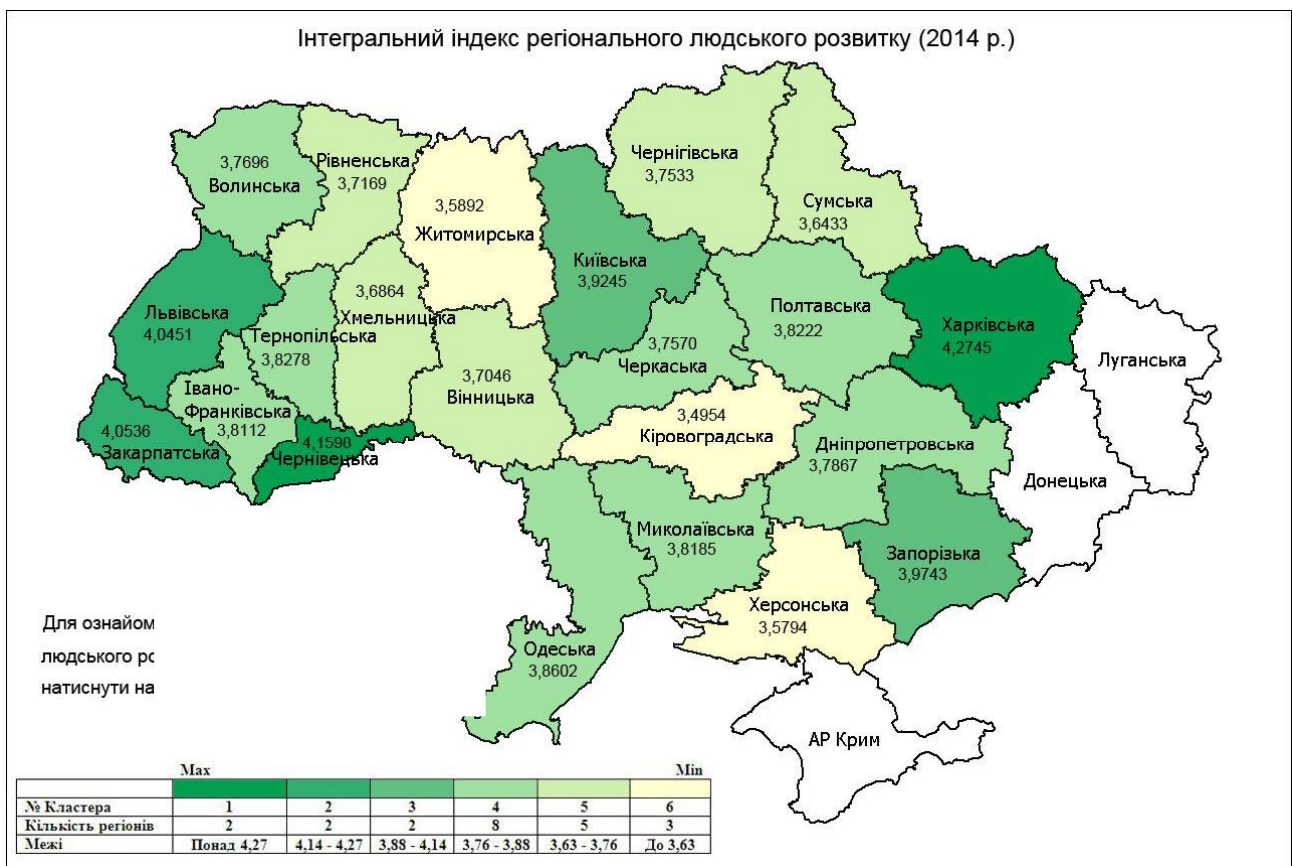 Інтегральний індекс регіонального людського розвитку (2014 р.)
3,7696
Волинська
Рівненська
3,7169
3,5892
Житомирська
Київська
3,9245
Чернігівська
3,7533
Сумська
3,6433
Львівська
4,0451
Тернопільська
3,8278
3,6864
Хмельницька
3,7046
Вінницька
3,7570
Черкаська
Полтавська
3,8222
Харківська
4,2745
Луганська
Івано-
Франківська
3,8112
4,0536
Закарпатська
4,1598
Чернівецька
3,4954
Кіровоградська
Дніпропетровська
3,7867
Донецька
Миколаївська
3,8185
Запорізька
3,9743
Херсонська
3,5794
Одеська
3,8602
АР Крим
Для ознайом
людського ро
натиснути на
Max Min
№ Кластера 1 2 3 4 5 6
Кількість регіонів 2 2 2 8 5 3
Межі Понад 4,27 4,14 - 4,27 3,88 - 4,14 3,76 - 3,88 3,63 - 3,76 До 3,63